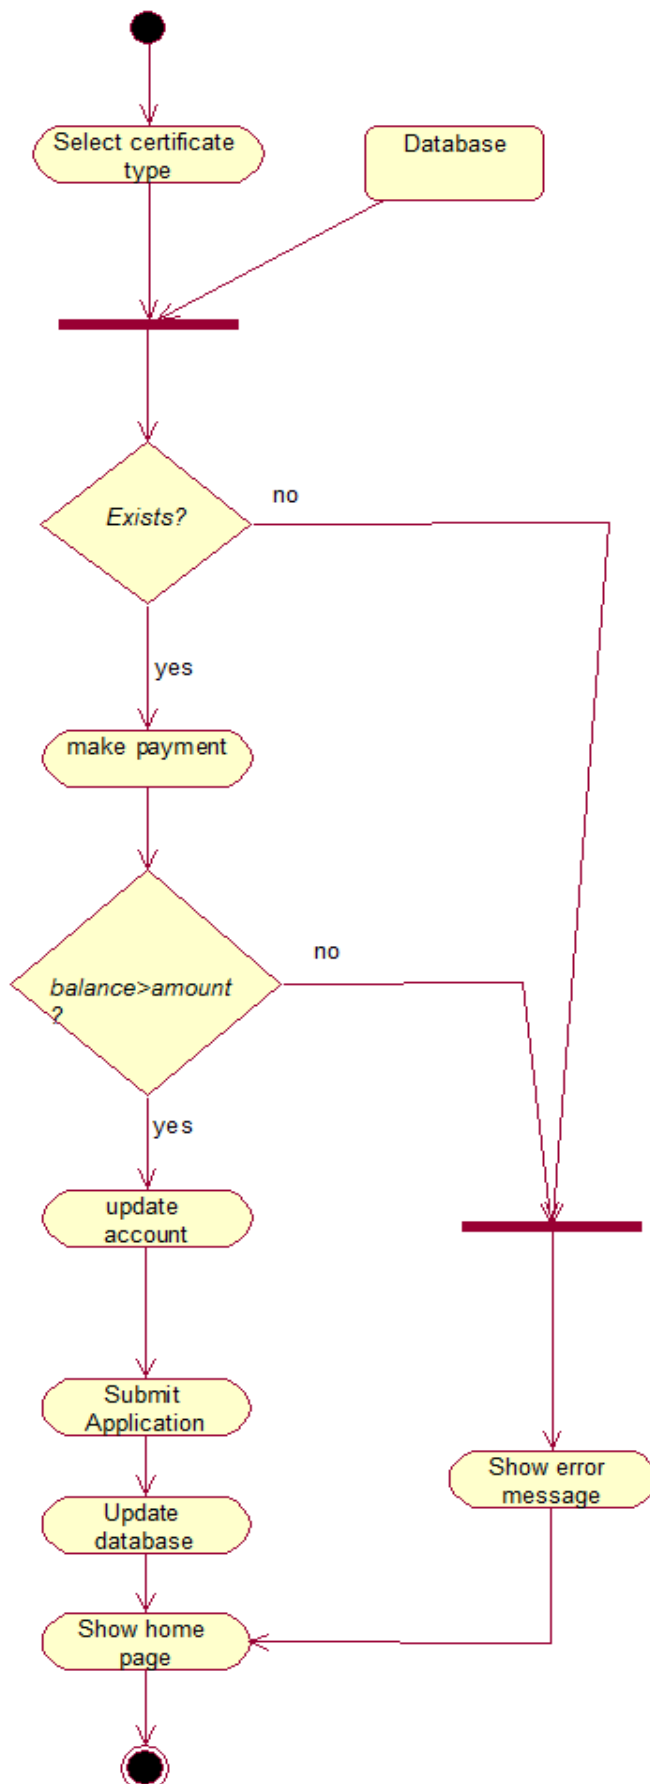 Select certificate
type
Database
Exists?
no
yes
make payment
no
balance>amount
?
yes
update
account
Submit
Application
Show error
message
Update
database
Show home
page